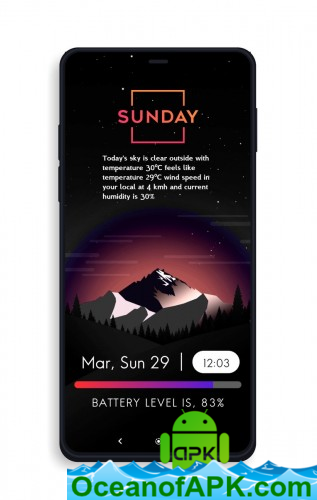 SUNDAY
Today's sky is clear outside with
temperature 30°C feels like
temperature 29°C wind speed in
your local at 4 kmh and current
humidity is 30%
Mar, Sun 29 | 12:03
BATTERY LEVEL IS, 83%
apk
OceanofAPK.com